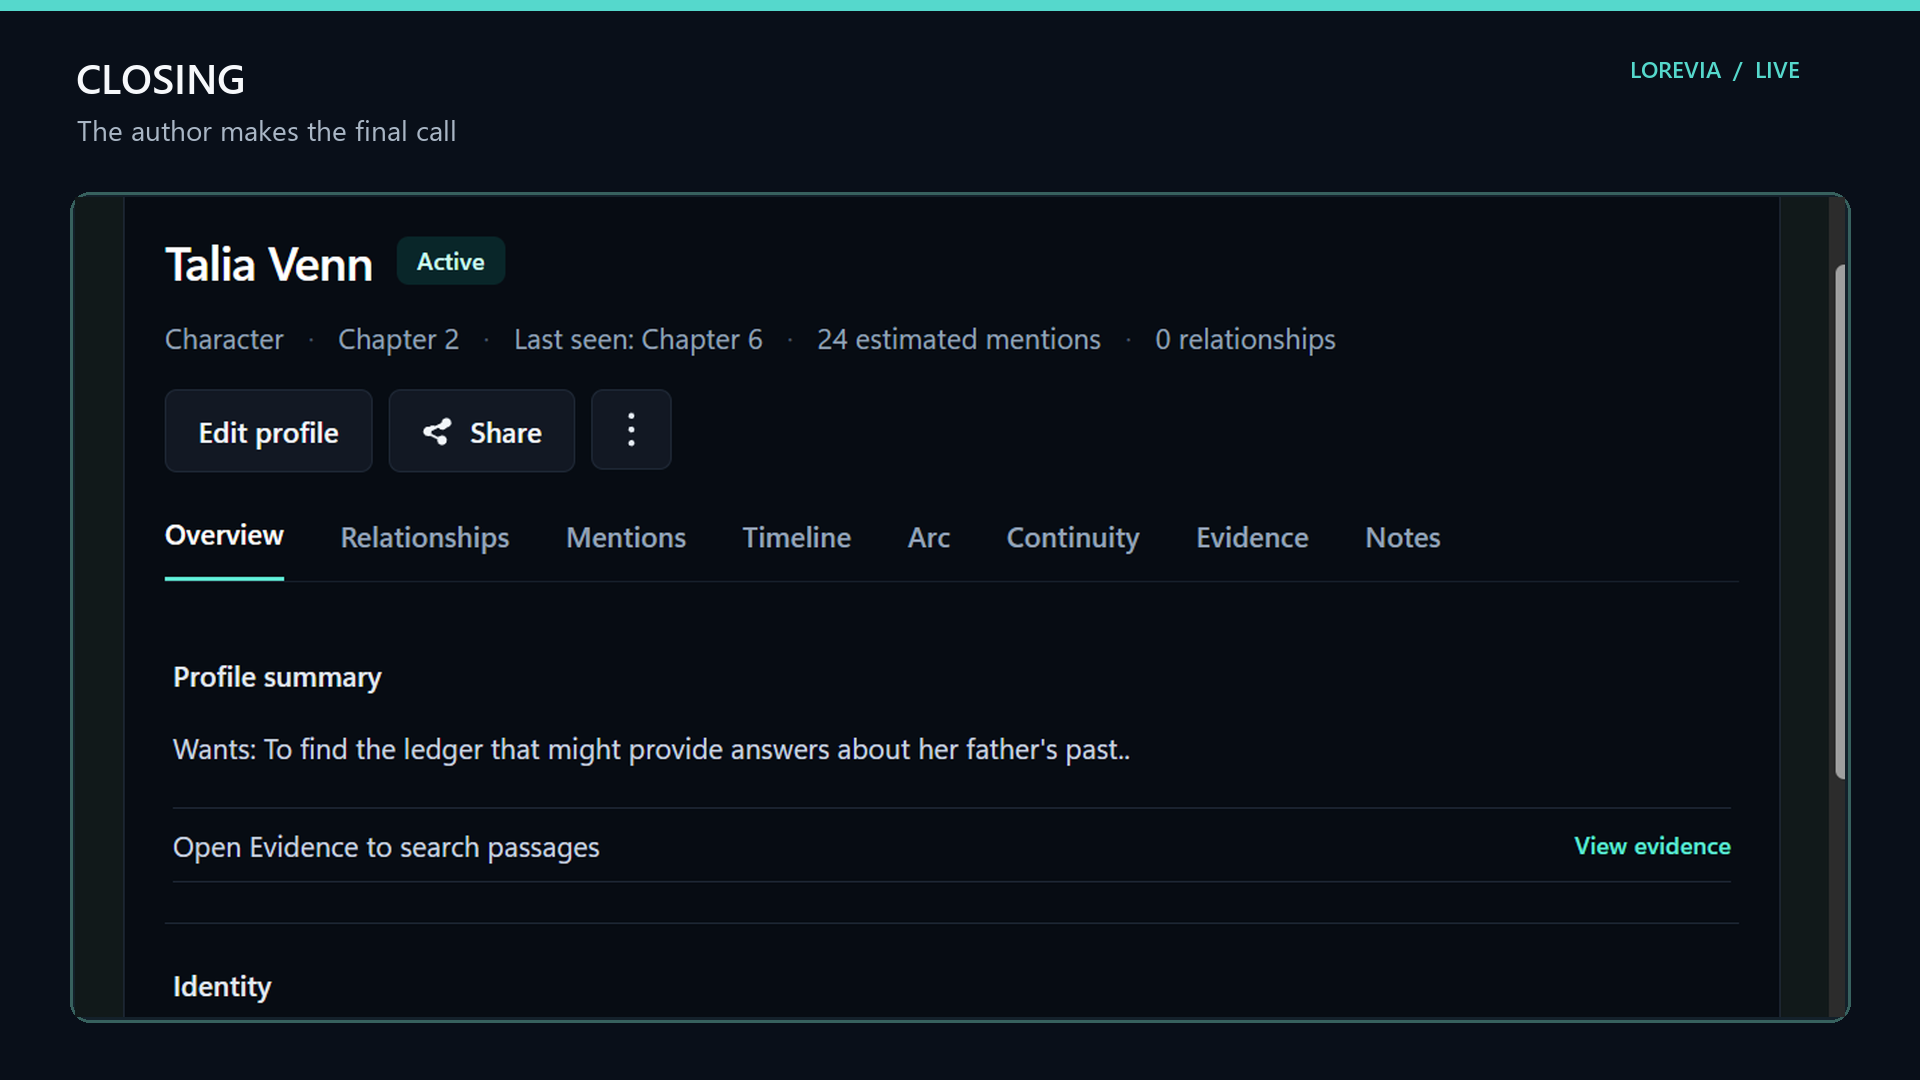 CLOSING
LOREVIA / LIVE
The author makes the final call
Talia Venn Active
Character · Chapter 2 · Last seen: Chapter 6 · 24 estimated mentions · 0 relationships
Edit profile Share
Overview Relationships Mentions Timeline Arc Continuity Evidence Notes
Profile summary
Wants: To find the ledger that might provide answers about her father's past..
Open Evidence to search passages View evidence
Identity